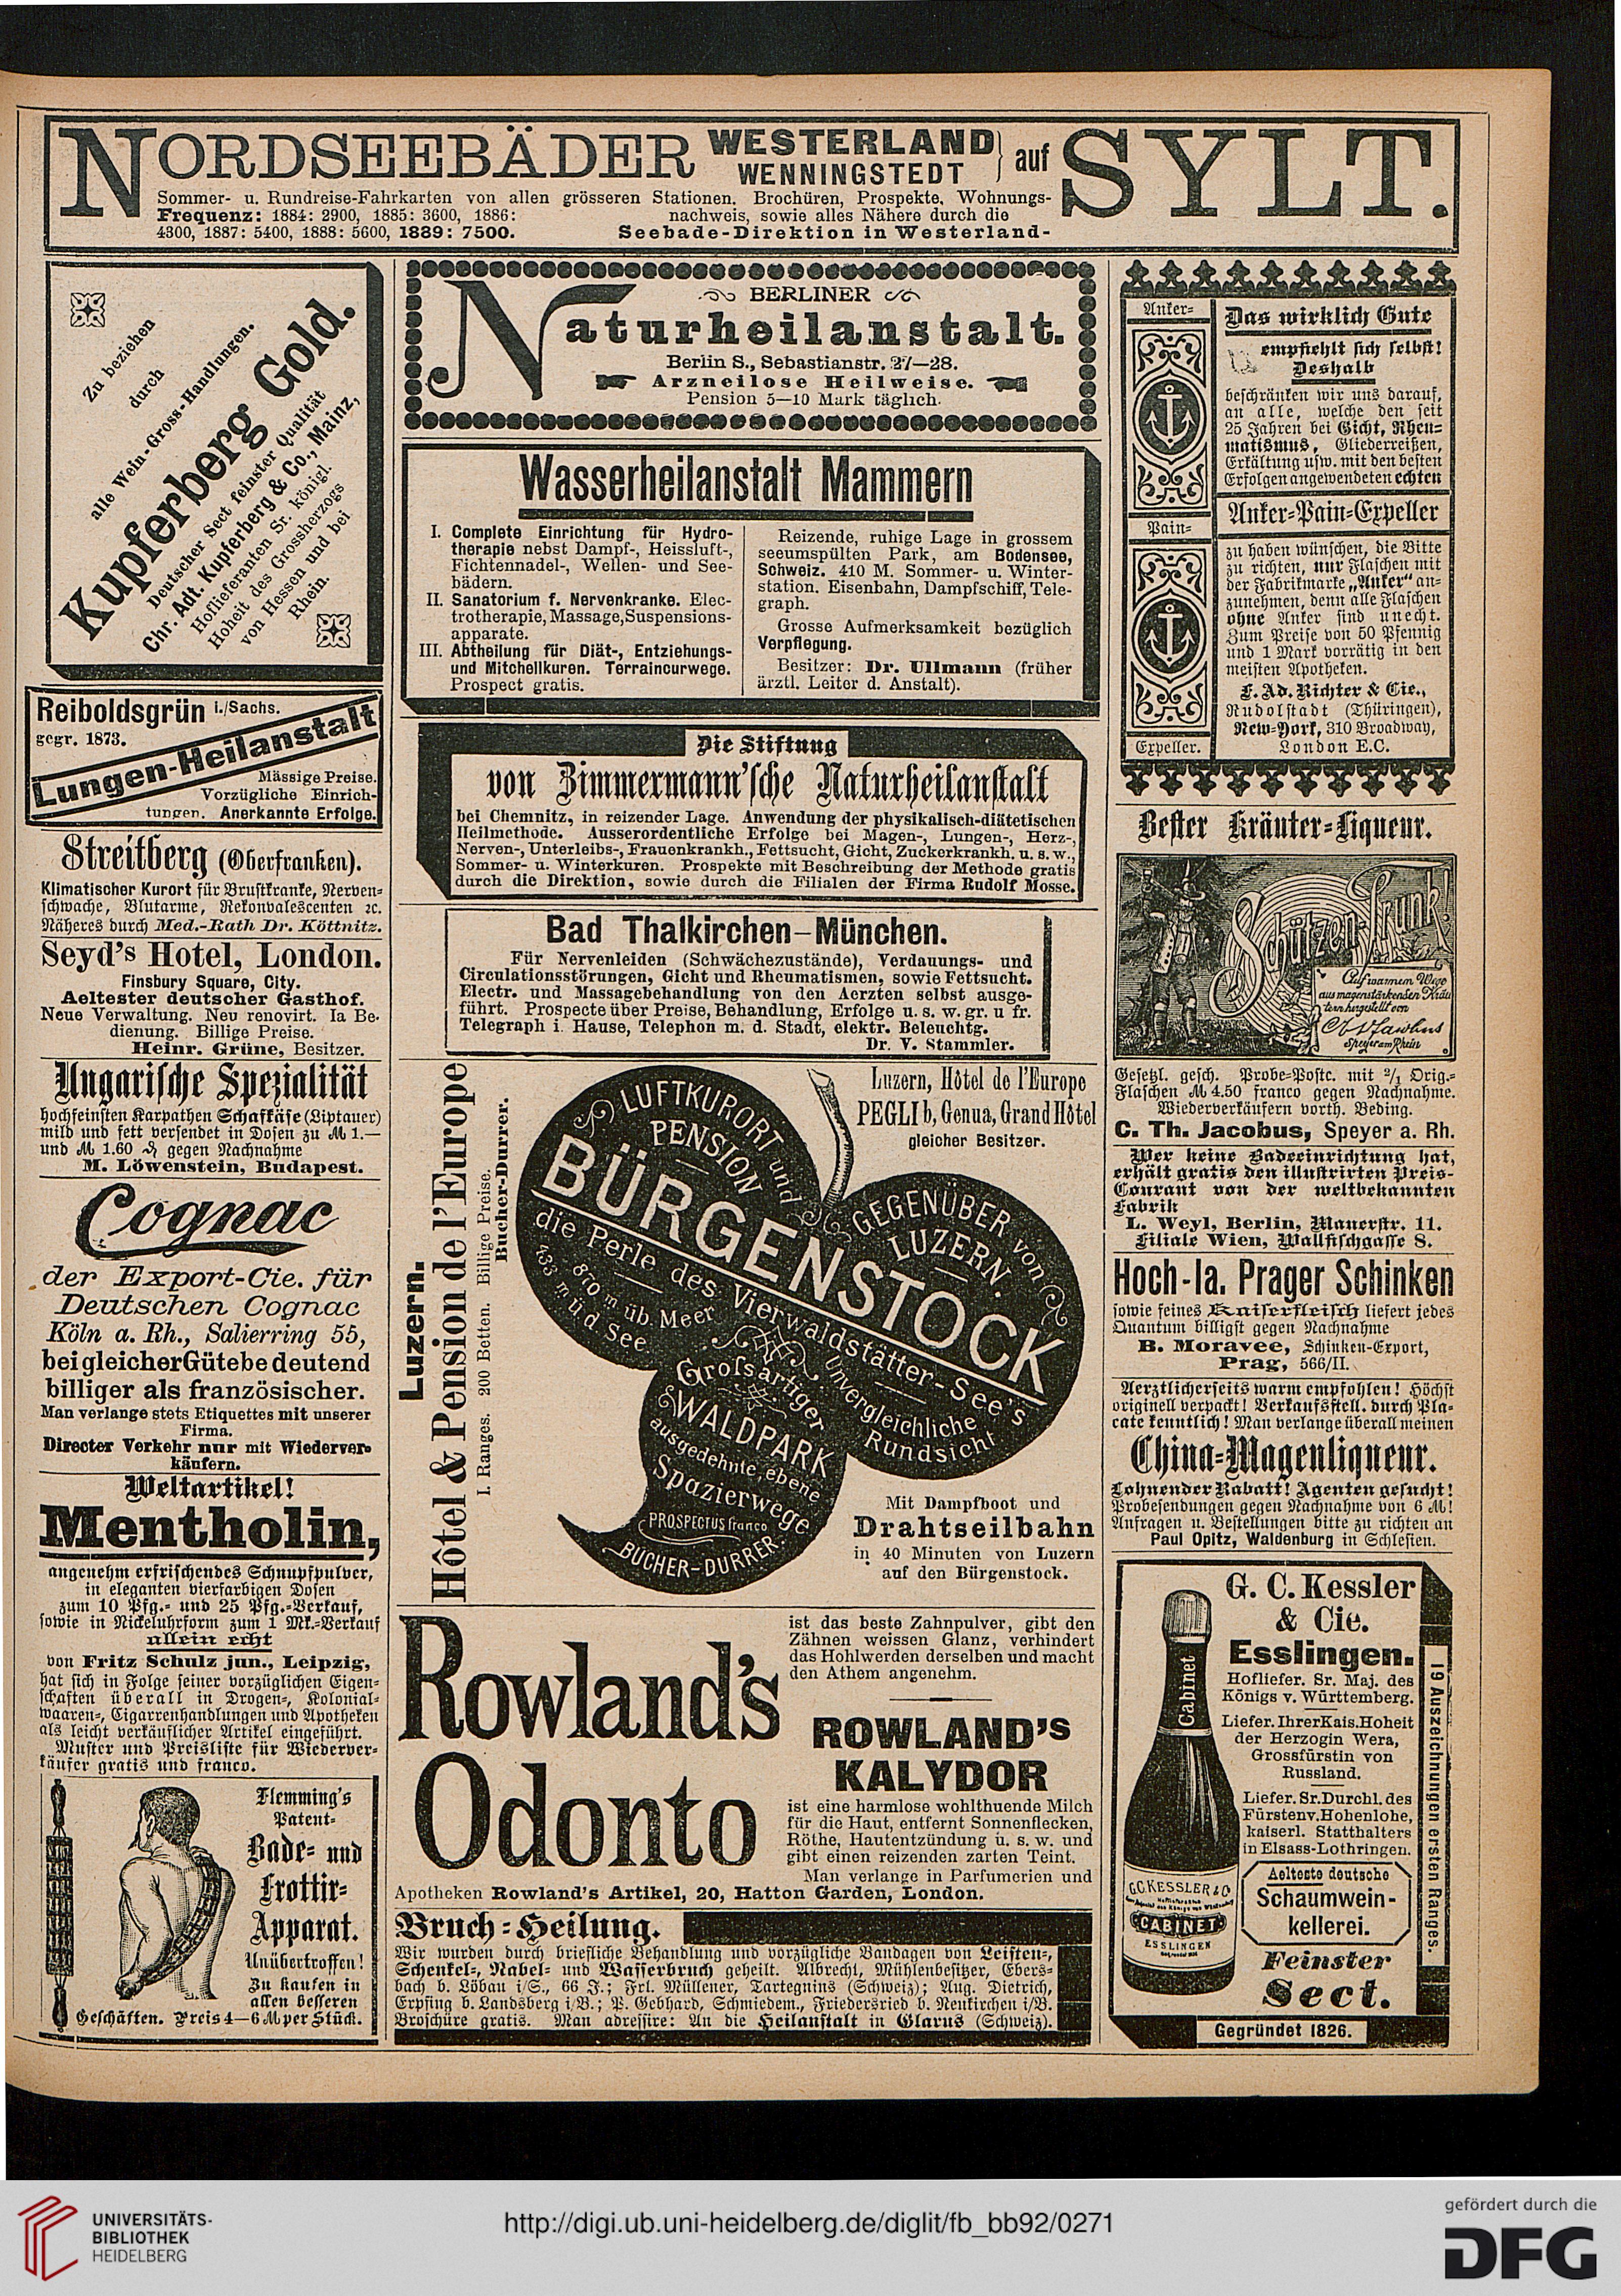 NORDSEEBÄDER WESTERLAND WENNINGSTEDT } auf SYLT.
Sommer- u. Rundreise-Fahrkarten von allen grösseren Stationen. Brochüren, Prospekte, Wohnungs-
Frequenz: 1884: 2900, 1885: 3600, 1886: nachweis, sowie alles Nähere durch die
4300, 1887: 5400, 1888: 5600, 1889: 7500. Seebade-Direktion in Westerland-
Zu beziehen
durch
alle Wein-Gross-Handlungen.
Kupferberg Gold.
Deutscher Sect feinster Qualität
Chr. Adt. Kupferberg & Co., Mainz,
Hoflieferanten Sr. königl.
Hoheit des Grossherzogs
von Hessen und bei
Rhein.
Reiboldsgrün i./Sachs.
gegr. 1873.
Lungen-Heilanstalt
Mässige Preise.
Vorzügliche Einrich-
tungen. Anerkannte Erfolge.
Streitberg (Oberfranken).
Klimatischer Kurort für Brustkranke, Nerven-
schwache, Blutarme, Rekonvalescenten ꝛc.
Näheres durch Med.-Rath Dr. Köttnitz.
Seyd's Hotel, London.
Finsbury Square, City.
Aeltester deutscher Gasthof.
Neue Verwaltung. Neu renovirt. Ia Be-
dienung. Billige Preise.
Heinr. Grüne, Besitzer.
Ungarische Spezialität
hochfeinsten Karpathen Schafkäse (Liptauer)
mild und fett versendet in Dosen zu ℳ 1.—
und ℳ 1.60 ₰ gegen Nachnahme
M. Löwenstein, Budapest.
Cognac
der Export-Cie. für
Deutschen Cognac
Köln a. Rh., Salierring 55,
bei gleicher Güte bedeutend
billiger als französischer.
Man verlange stets Etiquettes mit unserer
Firma.
Directer Verkehr nur mit Wiederver-
käufern.
Weltartikel!
Mentholin,
angenehm erfrischendes Schnupfpulver,
in eleganten vierfarbigen Dosen
zum 10 Pfg.- und 25 Pfg.-Verkauf,
sowie in Nickeluhrform zum 1 Mk.-Verkauf
allein echt
von Fritz Schulz jun., Leipzig,
hat sich in Folge seiner vorzüglichen Eigen-
schaften überall in Drogen-, Kolonial-
waaren-, Cigarrenhandlungen und Apotheken
als leicht verkäuflicher Artikel eingeführt.
Muster und Preisliste für Wiederver-
käufer gratis und franco.
Flemming's
Patent-
Bade- und
Frottir-
Apparat.
Unübertroffen!
Zu kaufen in
allen besseren
Geschäften. Preis 4—6 ℳ per Stück.
BERLINER
Naturheilanstalt.
Berlin S., Sebastianstr. 27—28.
Arzneilose Heilweise.
Pension 5—10 Mark täglich.
Wasserheilanstalt Mammern
I. Complete Einrichtung für Hydro-
therapie nebst Dampf-, Heissluft-,
Fichtennadel-, Wellen- und See-
bädern.
II. Sanatorium f. Nervenkranke. Elec-
trotherapie, Massage, Suspensions-
apparate.
III. Abtheilung für Diät-, Entziehungs-
und Mitchellkuren. Terraincurwege.
Prospect gratis.
Reizende, ruhige Lage in grossem
seeumspülten Park, am Bodensee,
Schweiz. 410 M. Sommer- u. Winter-
station. Eisenbahn, Dampfschiff, Tele-
graph.
Grosse Aufmerksamkeit bezüglich
Verpflegung.
Besitzer: Dr. Ullmann (früher
ärztl. Leiter d. Anstalt).
Die Stiftung
von Zimmermann'sche Naturheilanstalt
bei Chemnitz, in reizender Lage. Anwendung der physikalisch-diätetischen
Heilmethode. Ausserordentliche Erfolge bei Magen-, Lungen-, Herz-,
Nerven-, Unterleibs-, Frauenkrankh., Fettsucht, Gicht, Zuckerkrankh. u. s. w.,
Sommer- u. Winterkuren. Prospekte mit Beschreibung der Methode gratis
durch die Direktion, sowie durch die Filialen der Firma Rudolf Mosse.
Bad Thalkirchen-München.
Für Nervenleiden (Schwächezustände), Verdauungs- und
Circulationsstörungen, Gicht und Rheumatismen, sowie Fettsucht.
Electr. und Massagebehandlung von den Aerzten selbst ausge-
führt. Prospecte über Preise, Behandlung, Erfolge u. s. w. gr. u fr.
Telegraph i. Hause, Telephon m. d. Stadt, elektr. Beleuchtg.
Dr. V. Stammler.
Luzern.
Hôtel & Pension de l'Europe
I. Ranges. 200 Betten. Billige Preise.
Bucher-Durrer.
Luzern, Hôtel de l'Europe
PEGLI b, Genua, Grand Hôtel
gleicher Besitzer.
LUFTKURORT und
PENSION
BÜRGENSTOCK
GEGENÜBER von
LUZERN.
die Perle des Vierwaldstätter-See's
870 m üb. Meer
433 m ü. d. See
Grofsartiger
WALDPARK
ausgedehnte, ebene
Spazierwege
Unvergleichliche
Rundsicht
PROSPECTUS franco
BUCHER-DURRER
Mit Dampfboot und
Drahtseilbahn
in 40 Minuten von Luzern
auf den Bürgenstock.
Rowland's
Odonto
ist das beste Zahnpulver, gibt den
Zähnen weissen Glanz, verhindert
das Hohlwerden derselben und macht
den Athem angenehm.
ROWLAND'S
KALYDOR
ist eine harmlose wohlthuende Milch
für die Haut, entfernt Sonnenflecken,
Röthe, Hautentzündung u. s. w. und
gibt einen reizenden zarten Teint.
Man verlange in Parfumerien und
Apotheken Rowland's Artikel, 20, Hatton Garden, London.
Bruch-Heilung.
Wir wurden durch briefliche Behandlung und vorzügliche Bandagen von Leisten-,
Schenkel-, Nabel- und Wasserbruch geheilt. Albrecht, Mühlenbesitzer, Ebers-
bach b. Löbau i/S., 66 J.; Frl. Müllener, Tartegnins (Schweiz); Aug. Dietrich,
Erpfing b. Landsberg i/B.; P. Gebhard, Schmiedem., Friedersried b. Neukirchen i/B.
Broschüre gratis. Man adressire: An die Heilanstalt in Glarus (Schweiz).
Anker-
Pain-
Expeller.
Das wirklich Gute
empfiehlt sich selbst!
Deshalb
beschränken wir uns darauf,
an alle, welche den seit
25 Jahren bei Gicht, Rheu-
matismus, Gliederreißen,
Erkältung usw. mit den besten
Erfolgen angewendeten echten
Anker-Pain-Expeller
zu haben wünschen, die Bitte
zu richten, nur Flaschen mit
der Fabrikmarke „Anker" an-
zunehmen, denn alle Flaschen
ohne Anker sind unecht.
Zum Preise von 50 Pfennig
und 1 Mark vorrätig in den
meisten Apotheken.
F. Ad. Richter & Cie.,
Rudolstadt (Thüringen),
New-York, 310 Broadway,
London E.C.
Bester Kräuter-Liqueur.
Schützen-Trunk!
Auf warmem Wege
aus magenstärkenden Kräu
tern hergestellt von
Speyer am Rhein
Gesetzl. gesch. Probe-Postc. mit 2/1 Orig.-
Flaschen ℳ 4.50 franco gegen Nachnahme.
Wiederverkäufern vorth. Beding.
C. Th. Jacobus, Speyer a. Rh.
Wer keine Badeeinrichtung hat,
erhält gratis den illustrirten Preis-
Courant von der weltbekannten
Fabrik
L. Weyl, Berlin, Mauerstr. 11.
Filiale Wien, Wallfischgasse 8.
Hoch-Ia. Prager Schinken
sowie feines Kaiserfleisch liefert jedes
Quantum billigst gegen Nachnahme
B. Moravec, Schinken-Export,
Prag, 566/II.
Aerztlicherseits warm empfohlen! Höchst
originell verpackt! Verkaufsstell. durch Pla-
cate kenntlich! Man verlange überall meinen
China-Magenliqueur.
Lohnender Rabatt! Agenten gesucht!
Probesendungen gegen Nachnahme von 6 ℳ!
Anfragen u. Bestellungen bitte zu richten an
Paul Opitz, Waldenburg in Schlesien.
G. C. Kessler
& Cie.
Esslingen.
Hofliefer. Sr. Maj. des
Königs v. Württemberg.
Liefer. Ihrer Kais. Hoheit
der Herzogin Wera,
Grossfürstin von
Russland.
Liefer. Sr. Durchl. des
Fürsten v. Hohenlohe,
kaiserl. Statthalters
in Elsass-Lothringen.
Aelteste deutsche
Schaumwein-
kellerei.
Feinster
Sect.
Gegründet 1826.
19 Auszeichnungen ersten Ranges.
Cabinet
G.C. KESSLER & Co
CABINET
ESSLINGEN
UNIVERSITÄTS-
BIBLIOTHEK
HEIDELBERG
http://digi.ub.uni-heidelberg.de/diglit/fb_bb92/0271
gefördert durch die
DFG